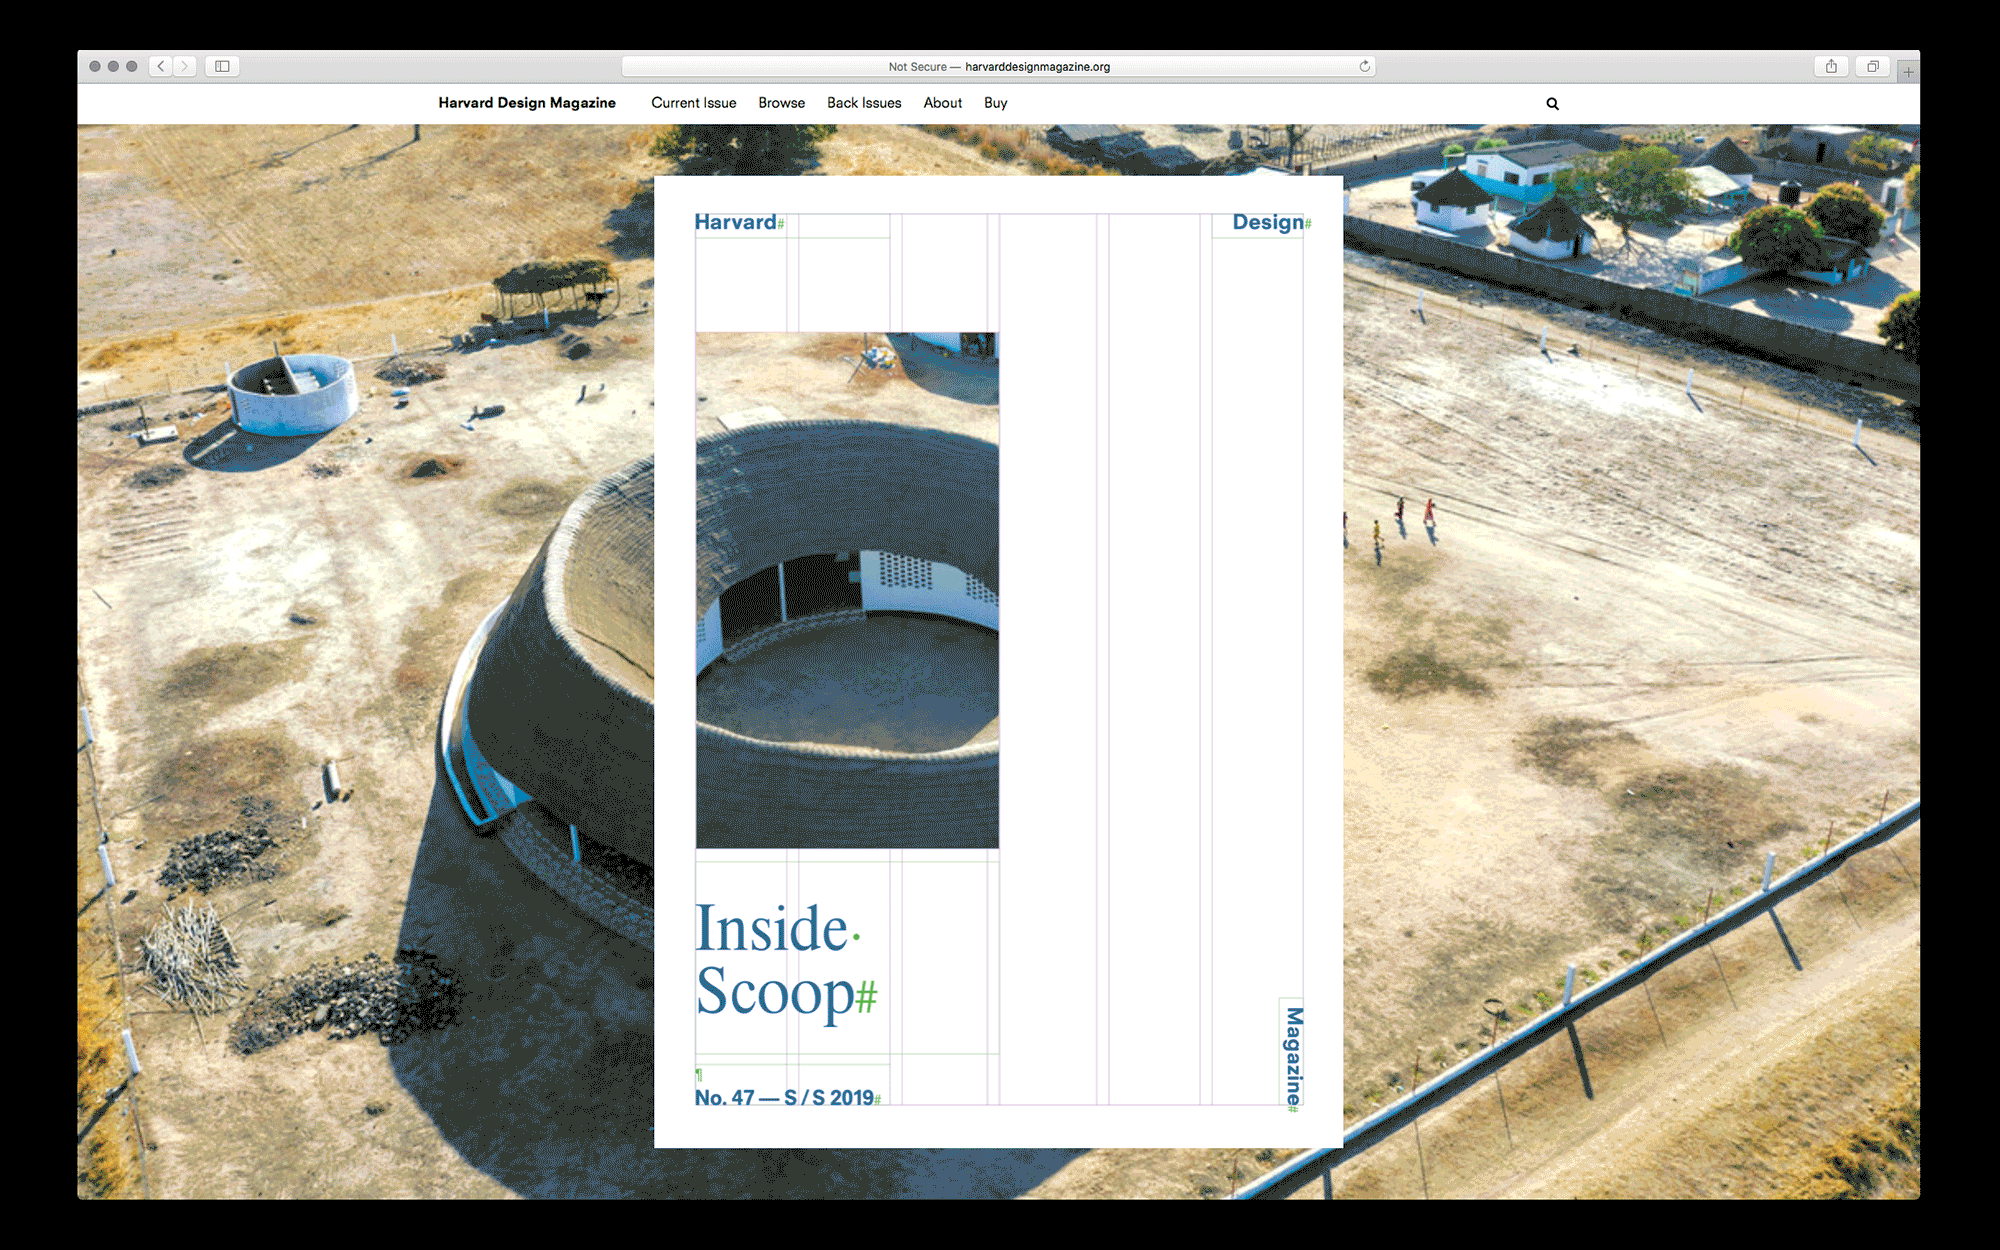 Not Secure — harvarddesignmagazine.org
Harvard Design Magazine Current Issue Browse Back Issues About Buy
Harvard#
Design#
Inside·
Scoop#
¶
No. 47 — S / S 2019#
Magazine#